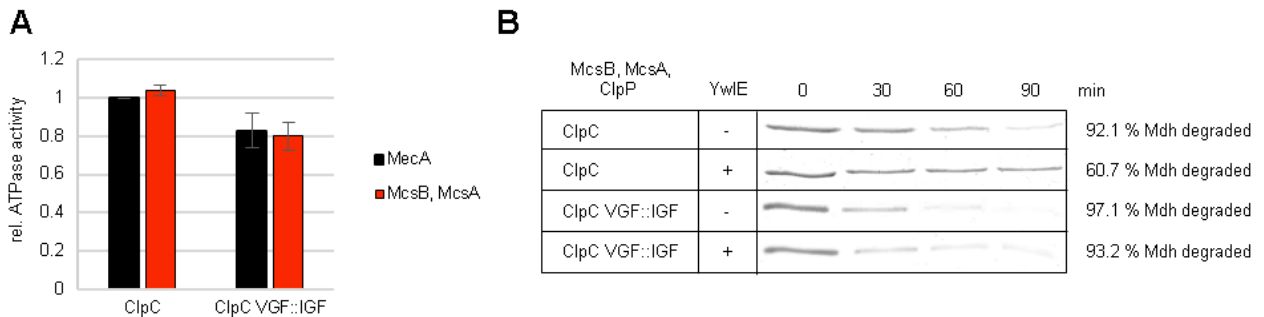 A
rel. ATPase activity
1.2
1
0.8
0.6
0.4
0.2
0
ClpC
ClpC VGF::IGF
MecA
McsB, McsA
B
McsB, McsA,
ClpP YwlE 0 30 60 90 min
ClpC - 92.1 % Mdh degraded
ClpC + 60.7 % Mdh degraded
ClpC VGF::IGF - 97.1 % Mdh degraded
ClpC VGF::IGF + 93.2 % Mdh degraded